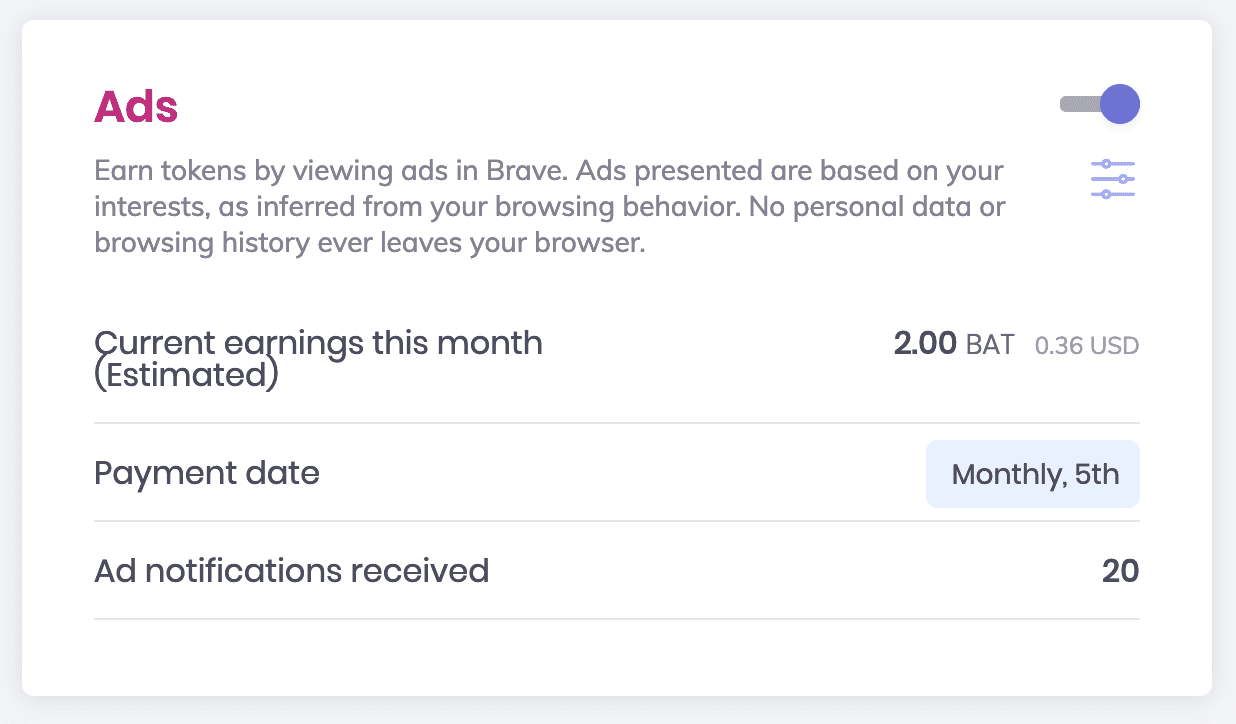 Ads
Earn tokens by viewing ads in Brave. Ads presented are based on your
interests, as inferred from your browsing behavior. No personal data or
browsing history ever leaves your browser.
Current earnings this month 2.00 BAT 0.36 USD
(Estimated)
Payment date Monthly, 5th
Ad notifications received 20